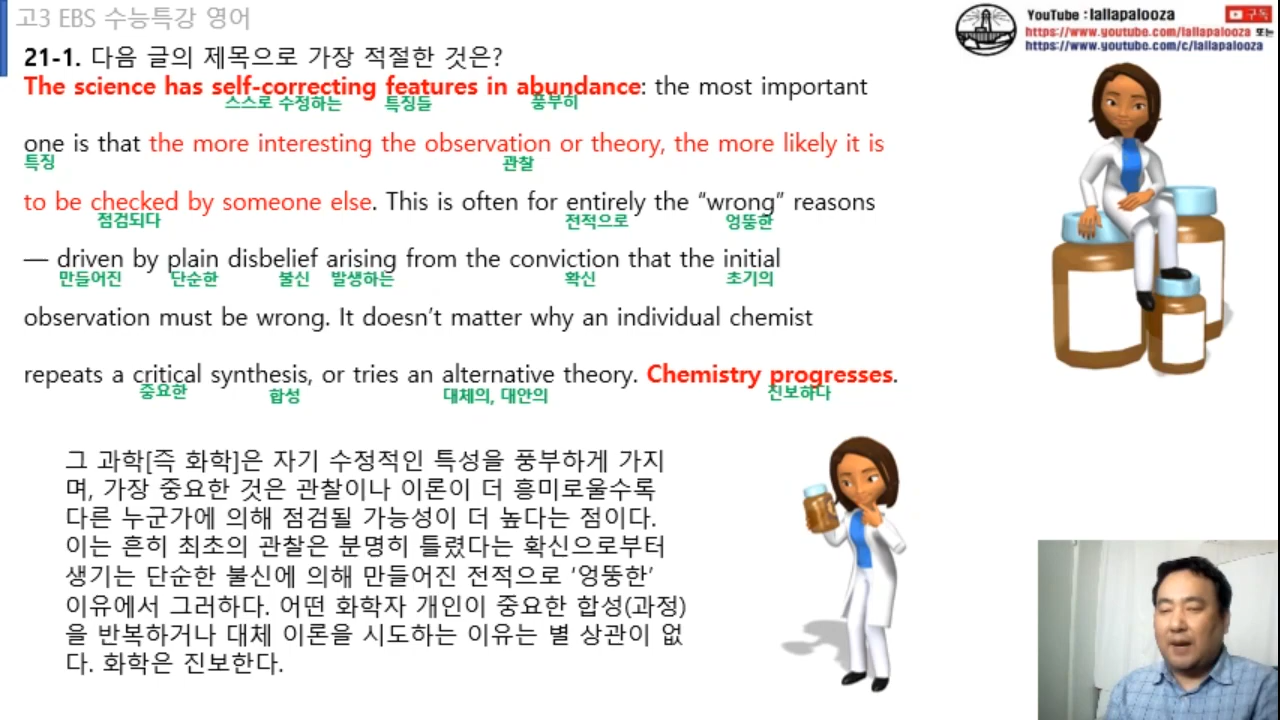 고3 EBS 수능특강 영어
YouTube : lallapalooza
구독
https://www.youtube.com/lallapalooza 또는
https://www.youtube.com/c/lallapalooza
21-1. 다음 글의 제목으로 가장 적절한 것은?
The science has self-correcting features in abundance: the most important
스스로 수정하는 특징들 풍부히
one is that the more interesting the observation or theory, the more likely it is
특징 관찰
to be checked by someone else. This is often for entirely the “wrong” reasons
점검되다 전적으로 엉뚱한
— driven by plain disbelief arising from the conviction that the initial
만들어진 단순한 불신 발생하는 확신 초기의
observation must be wrong. It doesn’t matter why an individual chemist
repeats a critical synthesis, or tries an alternative theory. Chemistry progresses.
중요한 합성 대체의, 대안의 진보하다
그 과학[즉 화학]은 자기 수정적인 특성을 풍부하게 가지
며, 가장 중요한 것은 관찰이나 이론이 더 흥미로울수록
다른 누군가에 의해 점검될 가능성이 더 높다는 점이다.
이는 흔히 최초의 관찰은 분명히 틀렸다는 확신으로부터
생기는 단순한 불신에 의해 만들어진 전적으로 ‘엉뚱한’
이유에서 그러하다. 어떤 화학자 개인이 중요한 합성(과정)
을 반복하거나 대체 이론을 시도하는 이유는 별 상관이 없
다. 화학은 진보한다.